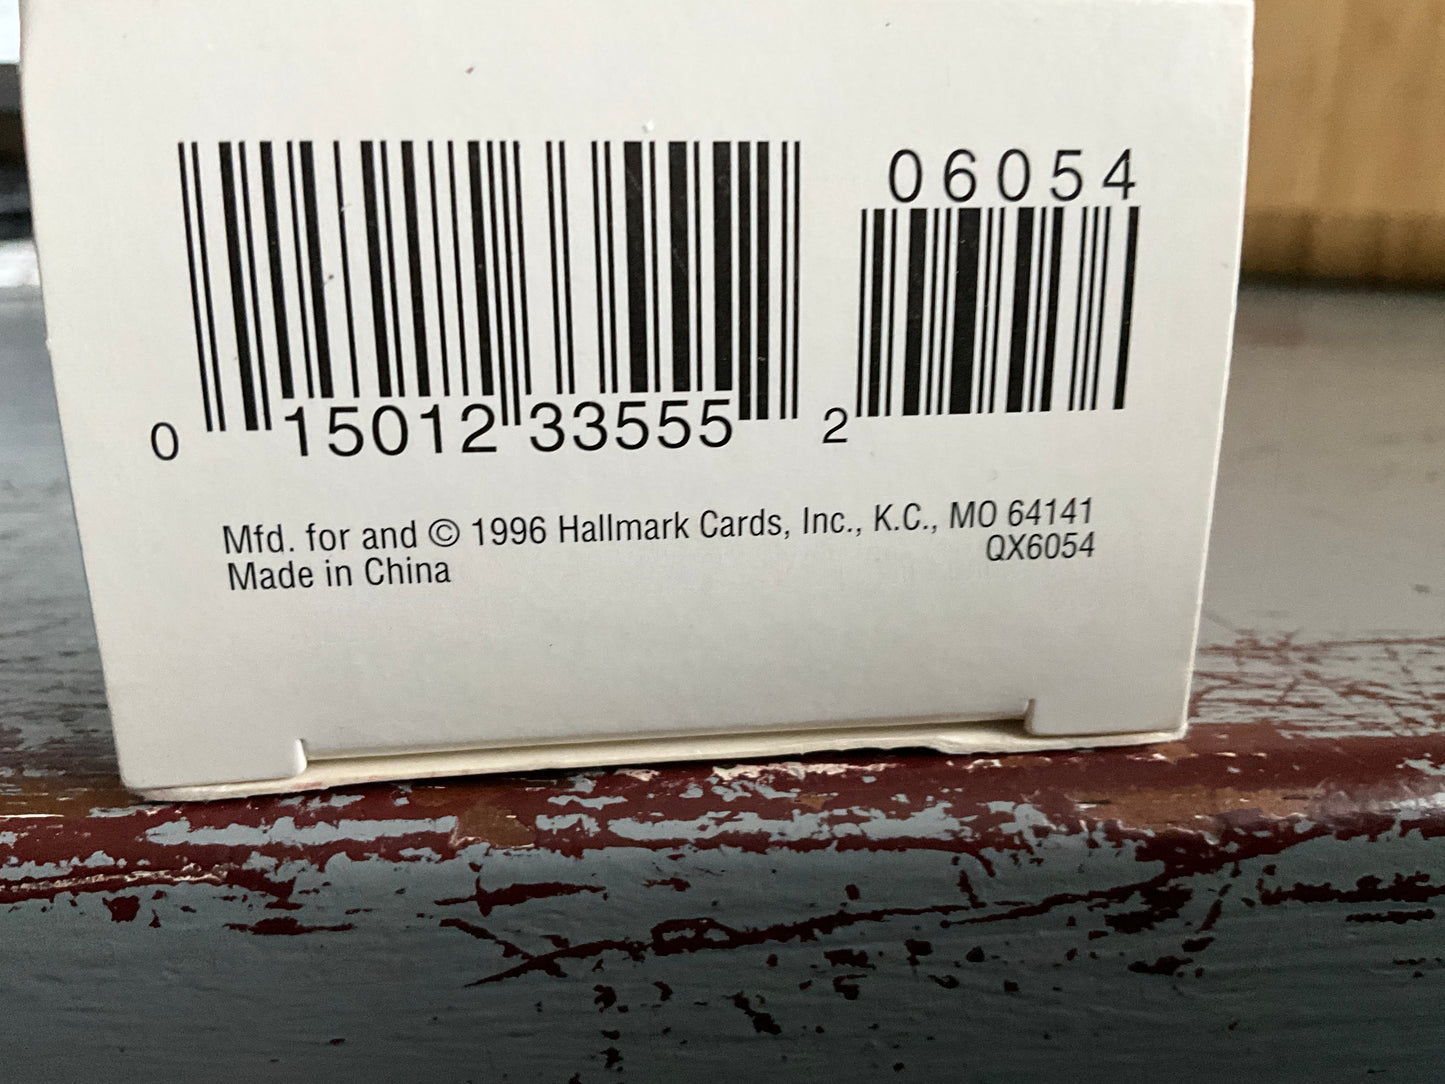 06054
0 15012 33555 2
Mfd. for and © 1996 Hallmark Cards, Inc., K.C., MO 64141
QX6054
Made in China